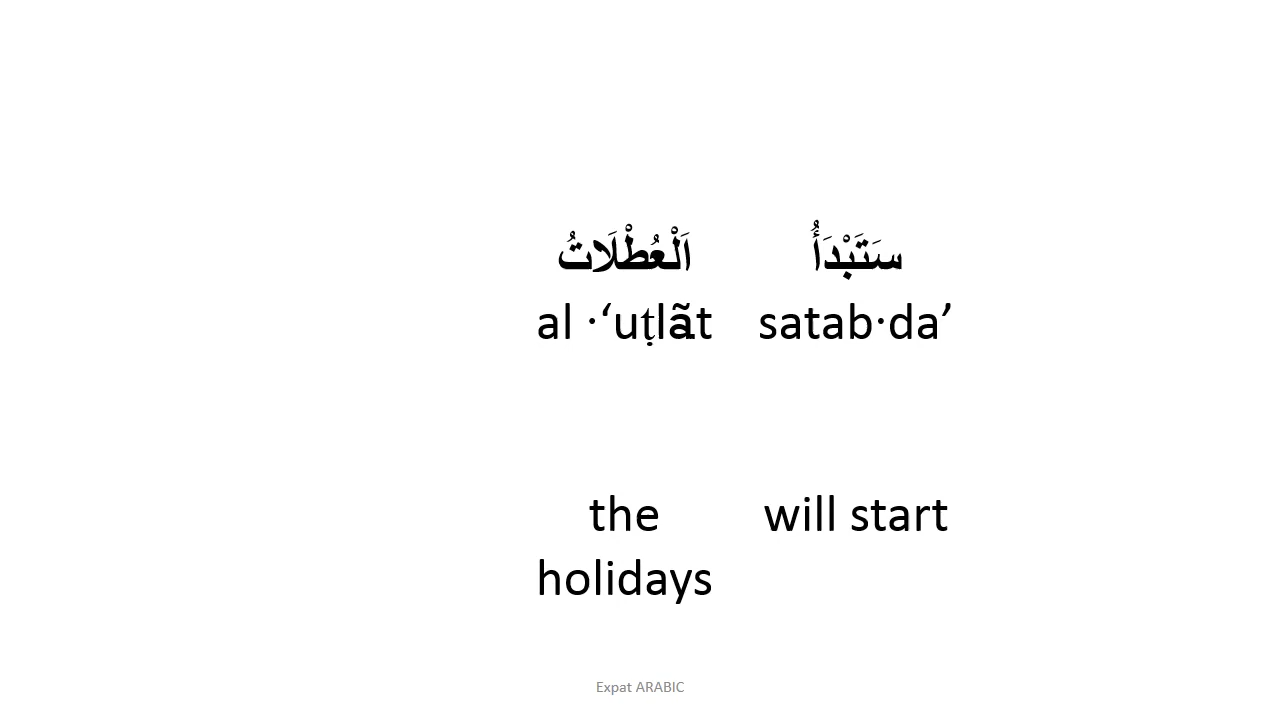 سَتَبْدَأُ اَلْعُطْلَاتُ
al ·‘uṭlãt satab·da’
the will start
holidays
Expat ARABIC